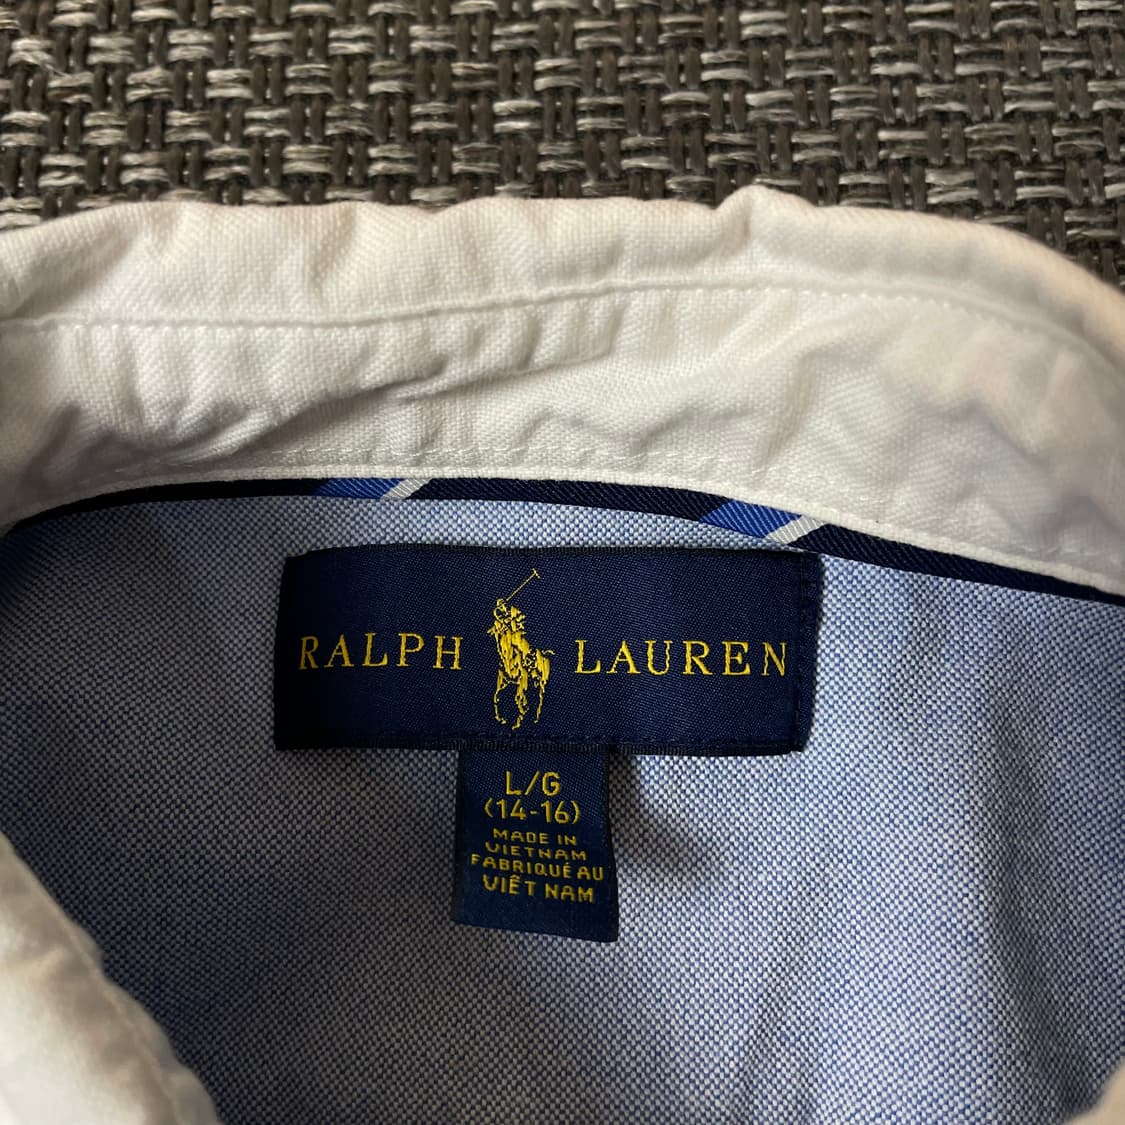 RALPH LAUREN
L/G
(14-16)
MADE IN
VIETNAM
FABRIQUÉ AU
VIÊT NAM